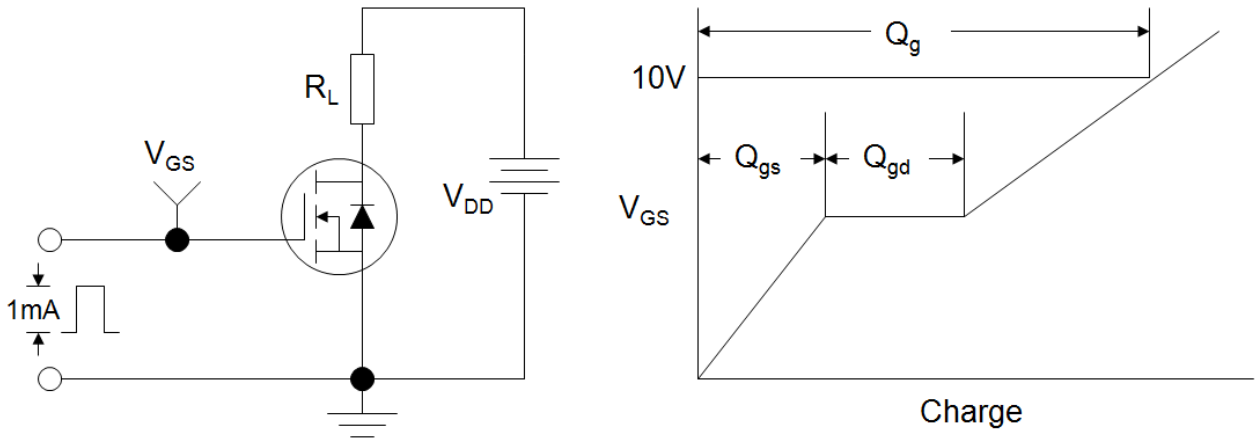 R_L
V_GS
V_DD
1mA
Q_g
10V
Q_gs
Q_gd
V_GS
Charge